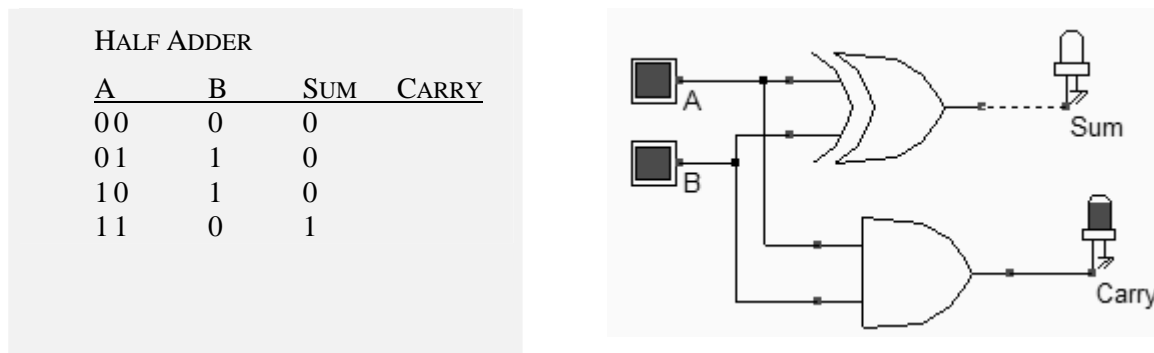 HALF ADDER
A B SUM CARRY
0 0 0 0
0 1 1 0
1 0 1 0
1 1 0 1
A
B
Sum
Carry